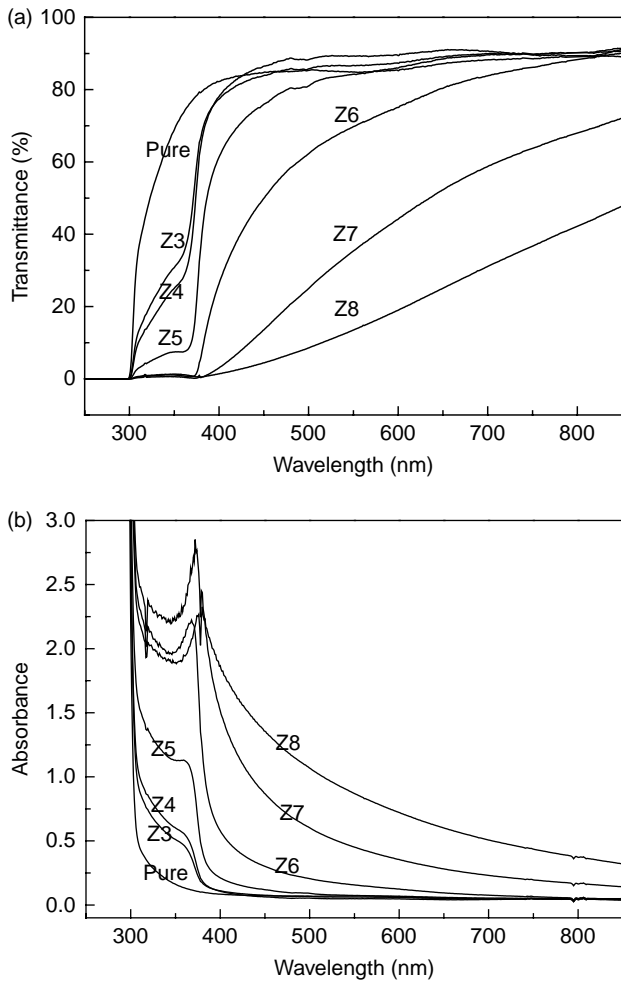 (a)
100
80
60
40
20
0
Transmittance (%)
Pure
Z3
Z4
Z5
Z6
Z7
Z8
300 400 500 600 700 800
Wavelength (nm)
(b)
3.0
2.5
2.0
1.5
1.0
0.5
0.0
Absorbance
Z8
Z5
Z7
Z4
Z3
Z6
Pure
300 400 500 600 700 800
Wavelength (nm)